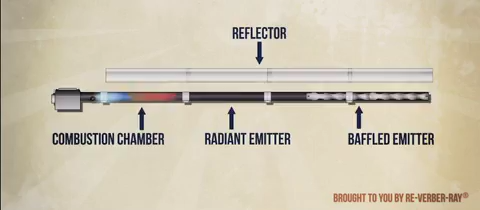 REFLECTOR
COMBUSTION CHAMBER
RADIANT EMITTER
BAFFLED EMITTER
BROUGHT TO YOU BY RE-VERBER-RAY®